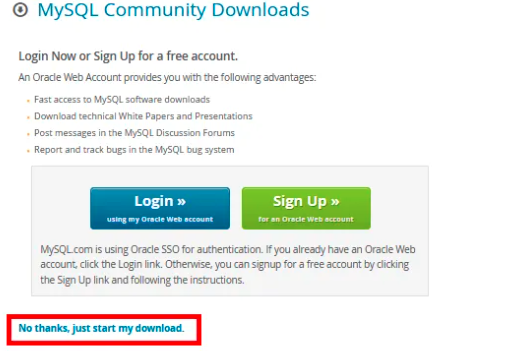 MySQL Community Downloads
Login Now or Sign Up for a free account.
An Oracle Web Account provides you with the following advantages:
Fast access to MySQL software downloads
Download technical White Papers and Presentations
Post messages in the MySQL Discussion Forums
Report and track bugs in the MySQL bug system
Login »
using my Oracle Web account
Sign Up »
for an Oracle Web account
MySQL.com is using Oracle SSO for authentication. If you already have an Oracle Web
account, click the Login link. Otherwise, you can signup for a free account by clicking
the Sign Up link and following the instructions.
No thanks, just start my download.